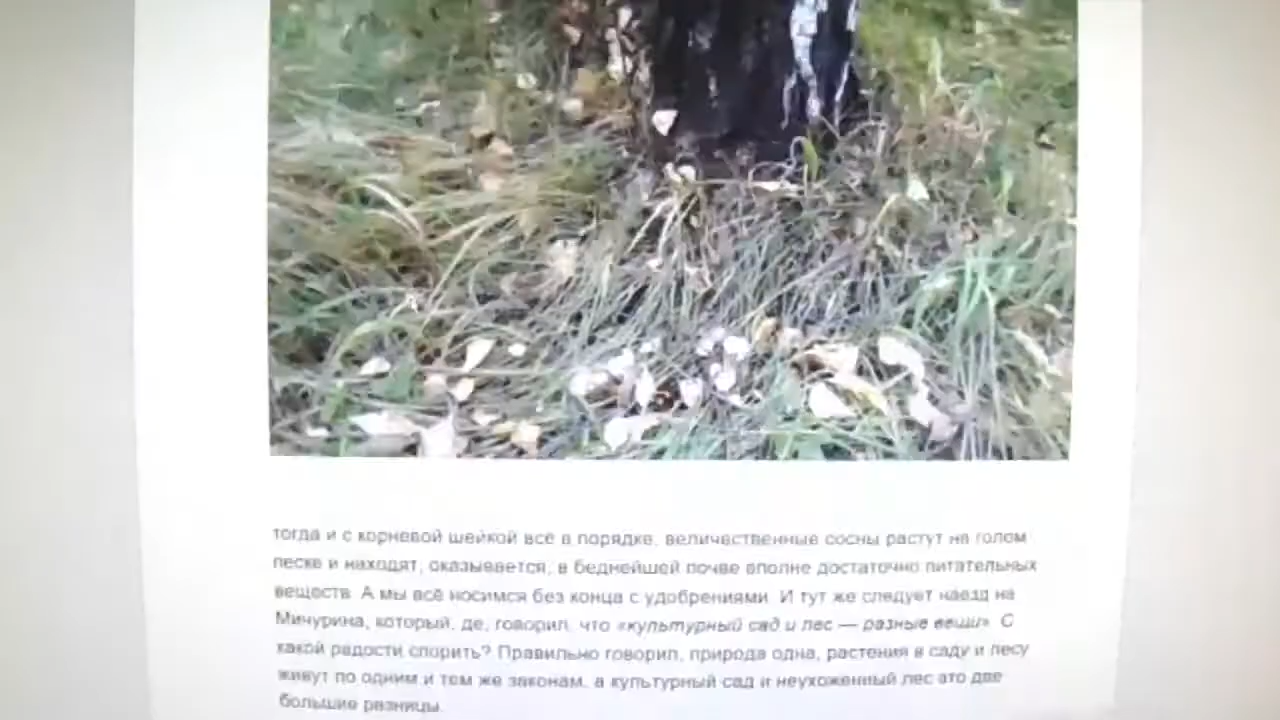 тогда и с корневой шейкой всё в порядке, величественные сосны растут на голом
песке и находят, оказывается, в беднейшей почве вполне достаточно питательных
веществ. А мы всё носимся без конца с удобрениями. И тут же следует наезд на
Мичурина, который, де, говорил, что «культурный сад и лес — разные вещи». С
какой радости спорить? Правильно говорил, природа одна, растения в саду и лесу
живут по одним и тем же законам, а культурный сад и неухоженный лес это две
большие разницы.